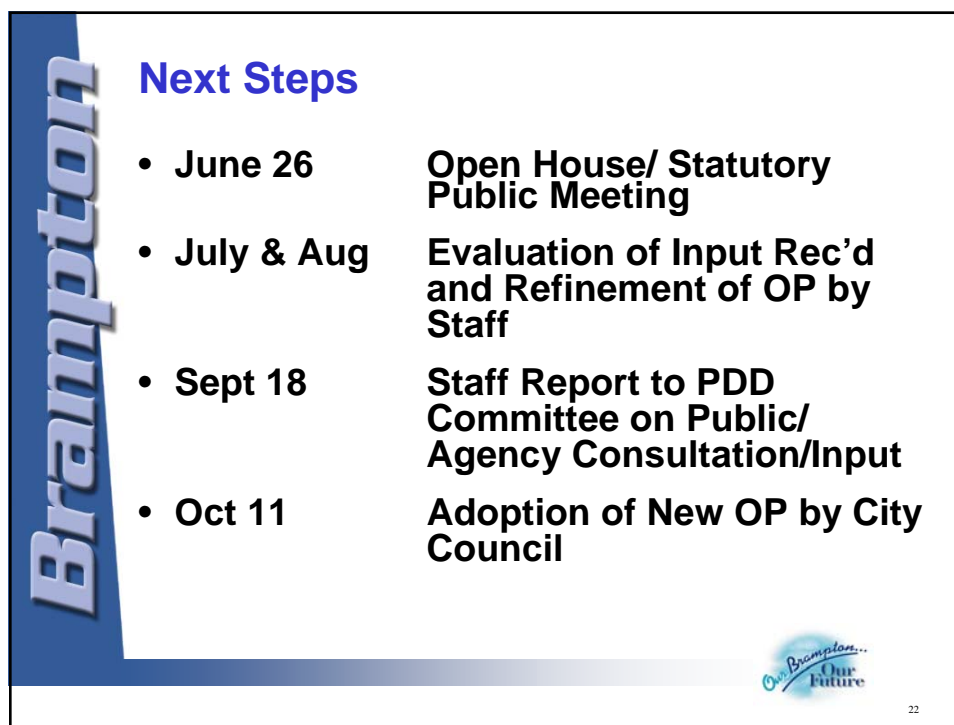 Brampton
Next Steps
• June 26 Open House/ Statutory
Public Meeting
• July & Aug Evaluation of Input Rec’d
and Refinement of OP by
Staff
• Sept 18 Staff Report to PDD
Committee on Public/
Agency Consultation/Input
• Oct 11 Adoption of New OP by City
Council
Our Brampton...
Our
Future
22